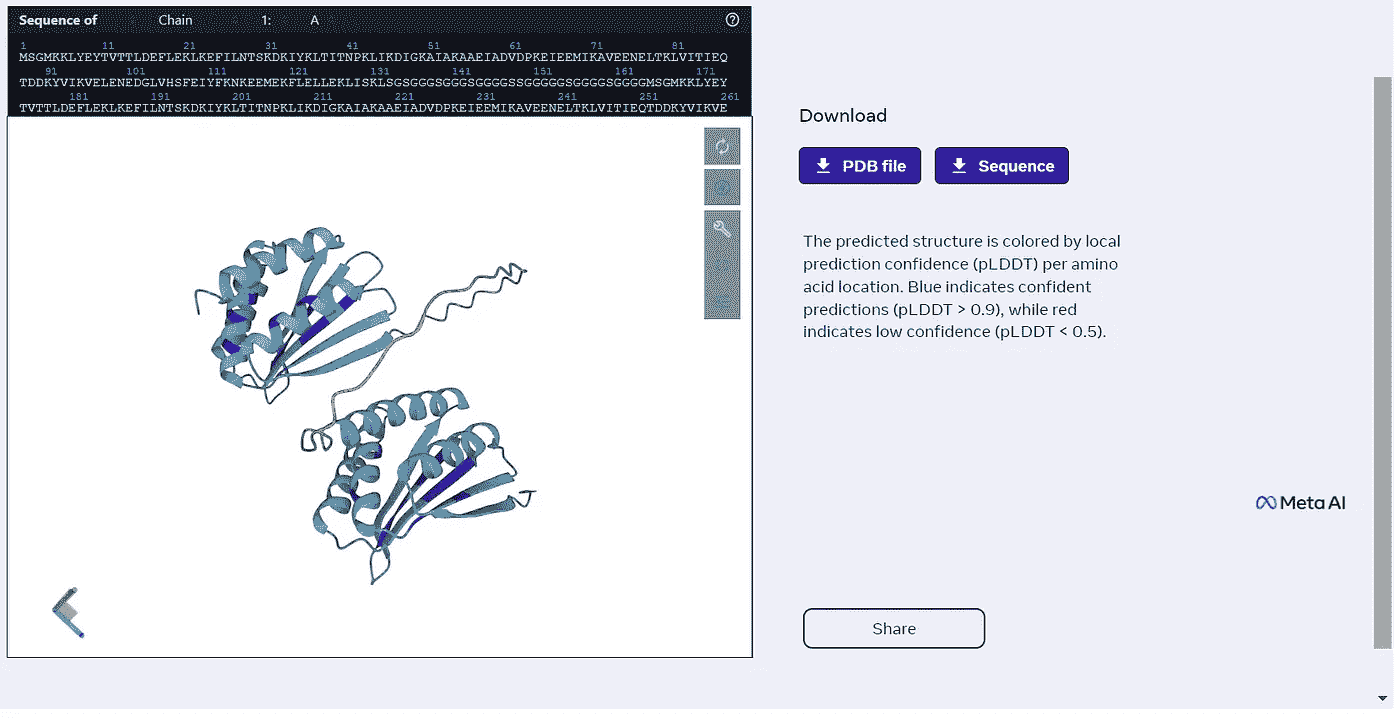 Sequence of Chain 1: A
1 11 21 31 41 51 61 71 81
MSGMKKLYEYTVTTLDEFLEKLKEFILNTSKDKIYKLTITNPKLIKDIGKAIAKAAEIADVDPKEIEEMIKAVEENELTKLVITIEQ
91 101 111 121 131 141 151 161 171
TDDKYVIKVELENEDGLVHSFEIYFKNKEEMEKFLELLEKLISKLSGSGGGSGGGSGGGGSSGGGGSGGGGSGGGGMSGMKKLYEY
181 191 201 211 221 231 241 251 261
TVTTLDEFLEKLKEFILNTSKDKIYKLTITNPKLIKDIGKAIAKAAEIADVDPKEIEEMIKAVEENELTKLVITIEQTDDKYVIKVE
Download
PDB file Sequence
The predicted structure is colored by local
prediction confidence (pLDDT) per amino
acid location. Blue indicates confident
predictions (pLDDT > 0.9), while red
indicates low confidence (pLDDT < 0.5).
Meta AI
Share